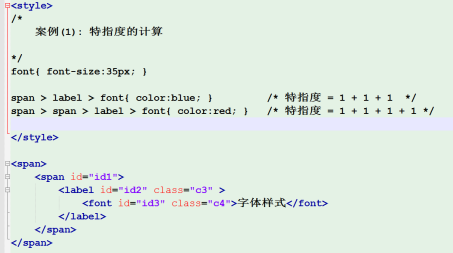 <style>
/*
案例(1): 特指度的计算
*/
font{ font-size:35px; }
span > label > font{ color:blue; } /* 特指度 = 1 + 1 + 1 */
span > span > label > font{ color:red; } /* 特指度 = 1 + 1 + 1 + 1 */
</style>
<span>
<span id="id1">
<label id="id2" class="c3" >
<font id="id3" class="c4">字体样式</font>
</label>
</span>
</span>